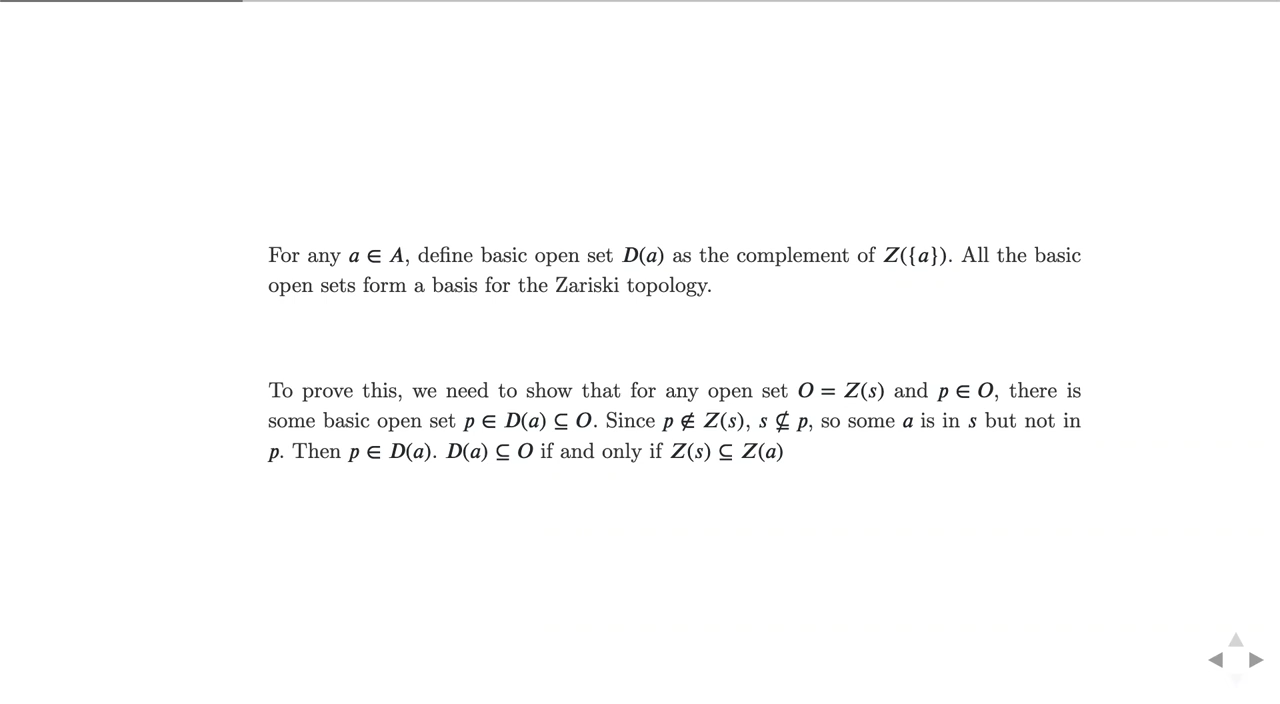 For any a ∈ A, define basic open set D(a) as the complement of Z({a}). All the basic
open sets form a basis for the Zariski topology.
To prove this, we need to show that for any open set O = Z(s) and p ∈ O, there is
some basic open set p ∈ D(a) ⊆ O. Since p ∉ Z(s), s ⊈ p, so some a is in s but not in
p. Then p ∈ D(a). D(a) ⊆ O if and only if Z(s) ⊆ Z(a)